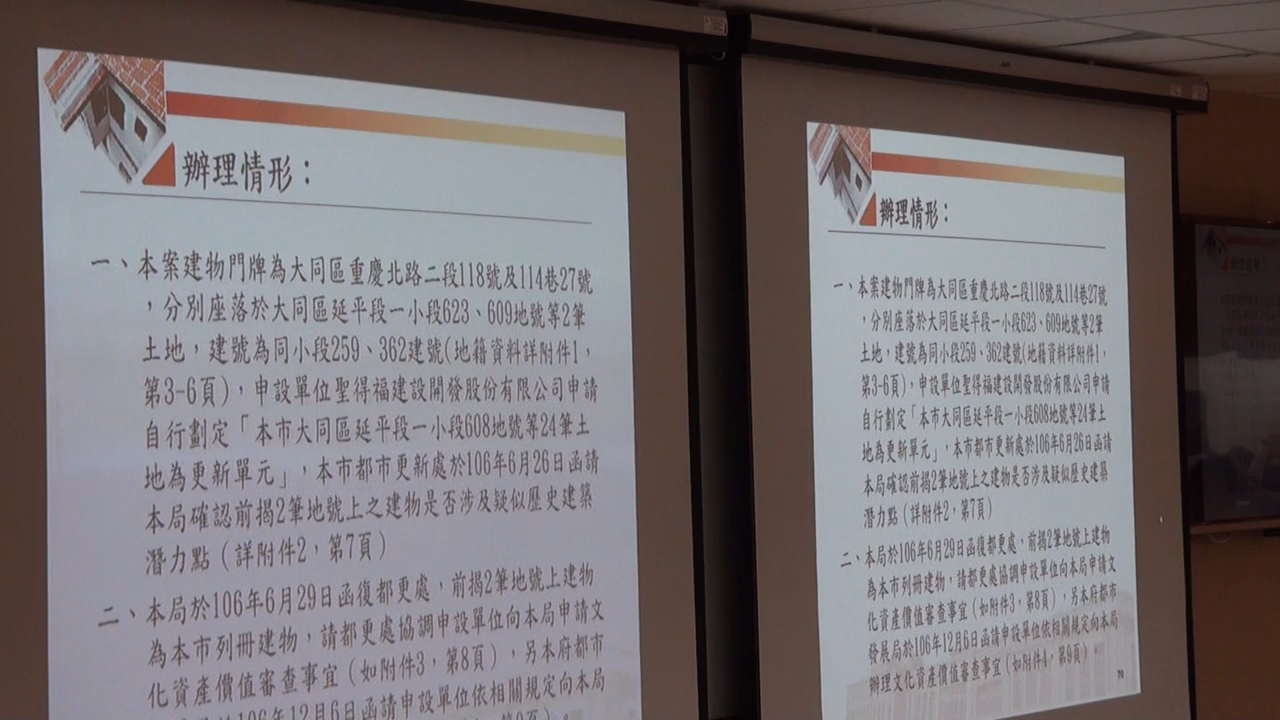 辦理情形：
一、本案建物門牌為大同區重慶北路二段118號及114巷27號
，分別座落於大同區延平段一小段623、609地號等2筆
土地，建號為同小段259、362建號(地籍資料詳附件1，
第3-6頁)，申設單位聖得福建設開發股份有限公司申請
自行劃定「本市大同區延平段一小段608地號等24筆土
地為更新單元」，本市都市更新處於106年6月26日函請
本局確認前揭2筆地號上之建物是否涉及疑似歷史建築
潛力點（詳附件2，第7頁）
二、本局於106年6月29日函復都更處，前揭2筆地號上建物
為本市列冊建物，請都更處協調申設單位向本局申請文
化資產價值審查事宜（如附件3，第8頁），另本府都市
106年12月6日函請申設單位依相關規定向本局
辦理情形：
一、本案建物門牌為大同區重慶北路二段118號及114巷27號
，分別座落於大同區延平段一小段623、609地號等2筆
土地，建號為同小段259、362建號(地籍資料詳附件1，
第3-6頁)，申設單位聖得福建設開發股份有限公司申請
自行劃定「本市大同區延平段一小段608地號等24筆土
地為更新單元」，本市都市更新處於106年6月26日函請
本局確認前揭2筆地號上之建物是否涉及疑似歷史建築
潛力點（詳附件2，第7頁）
二、本局於106年6月29日函復都更處，前揭2筆地號上建物
為本市列冊建物，請都更處協調申設單位向本局申請文
化資產價值審查事宜（如附件3，第8頁），另本府都市
發展局於106年12月6日函請申設單位依相關規定向本局
辦理文化資產價值審查事宜（如附件4，第9頁）。
70